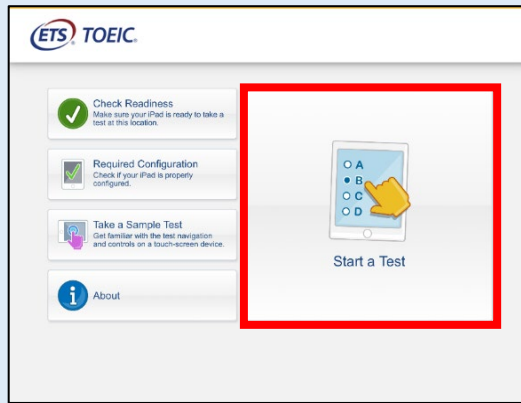 ETS TOEIC.
Check Readiness
Make sure your iPad is ready to take a
test at this location.
Required Configuration
Check if your iPad is properly
configured.
Take a Sample Test
Get familiar with the test navigation
and controls on a touch-screen device.
About
A
B
C
D
Start a Test